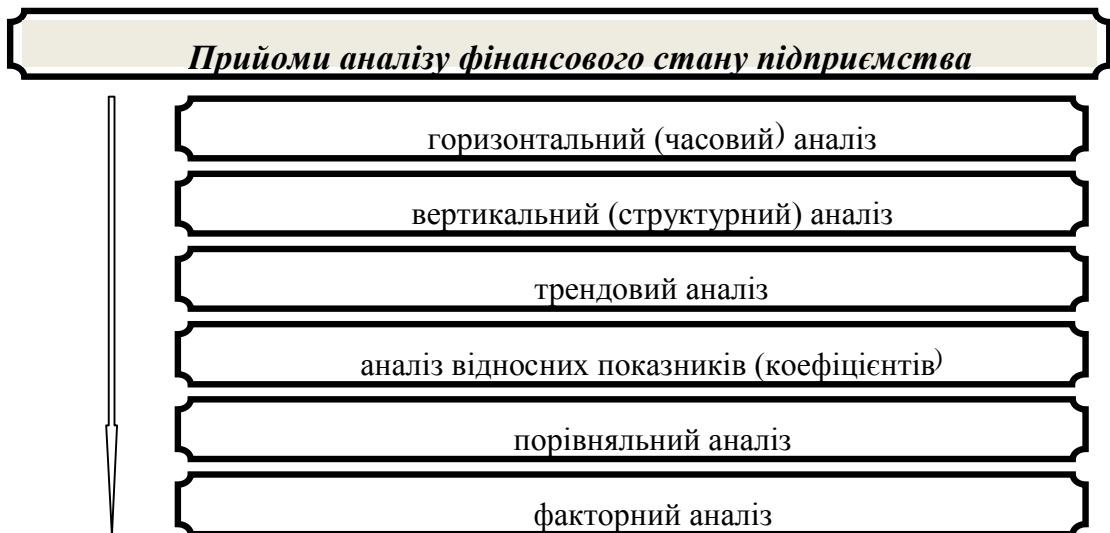 Прийоми аналізу фінансового стану підприємства
горизонтальний (часовий) аналіз
вертикальний (структурний) аналіз
трендовий аналіз
аналіз відносних показників (коефіцієнтів)
порівняльний аналіз
факторний аналіз